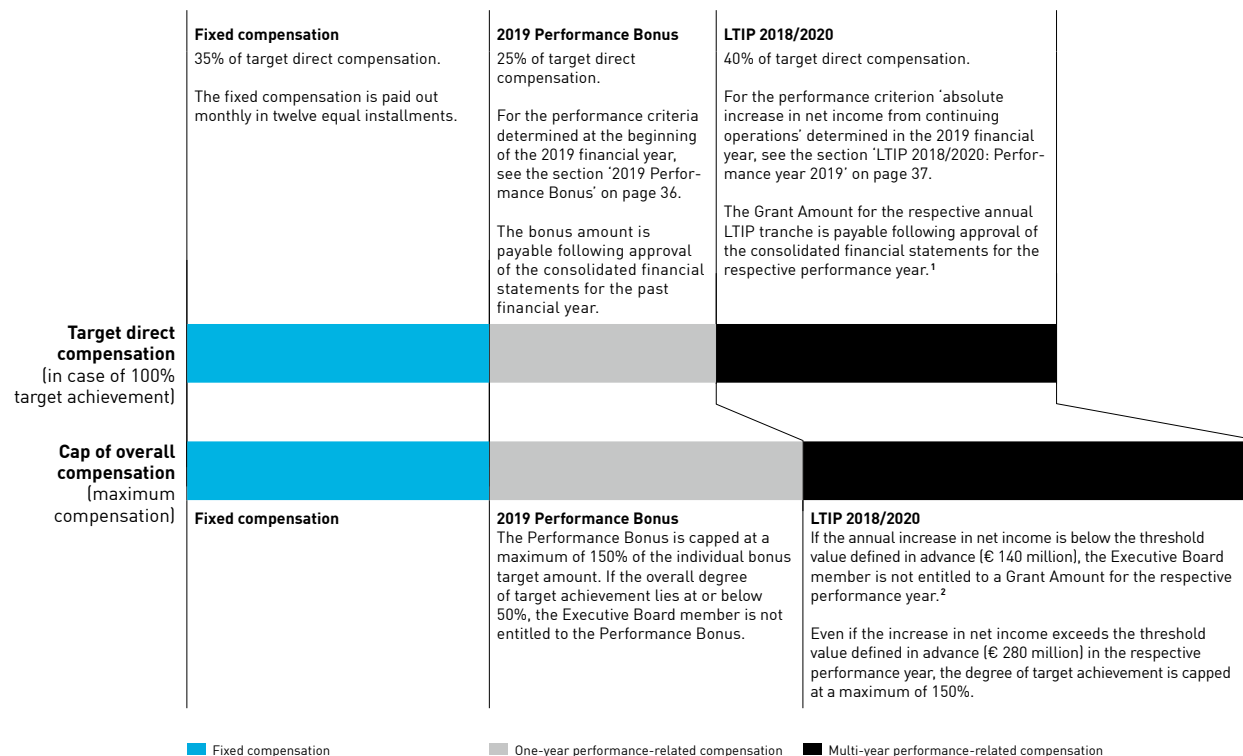 Fixed compensation
35% of target direct compensation.
The fixed compensation is paid out
monthly in twelve equal installments.
2019 Performance Bonus
25% of target direct
compensation.
For the performance criteria
determined at the beginning
of the 2019 financial year,
see the section ‘2019 Perfor-
mance Bonus’ on page 36.
The bonus amount is
payable following approval
of the consolidated financial
statements for the past
financial year.
LTIP 2018/2020
40% of target direct compensation.
For the performance criterion ‘absolute
increase in net income from continuing
operations’ determined in the 2019 financial
year, see the section ‘LTIP 2018/2020: Perfor-
mance year 2019’ on page 37.
The Grant Amount for the respective annual
LTIP tranche is payable following approval of
the consolidated financial statements for the
respective performance year.¹
Target direct
compensation
(in case of 100%
target achievement)
Cap of overall
compensation
(maximum
compensation)
Fixed compensation
2019 Performance Bonus
The Performance Bonus is capped at a
maximum of 150% of the individual bonus
target amount. If the overall degree
of target achievement lies at or below
50%, the Executive Board member is not
entitled to the Performance Bonus.
LTIP 2018/2020
If the annual increase in net income is below the threshold
value defined in advance (€ 140 million), the Executive Board
member is not entitled to a Grant Amount for the respective
performance year.²
Even if the increase in net income exceeds the threshold
value defined in advance (€ 280 million) in the respective
performance year, the degree of target achievement is capped
at a maximum of 150%.
Fixed compensation
One-year performance-related compensation
Multi-year performance-related compensation